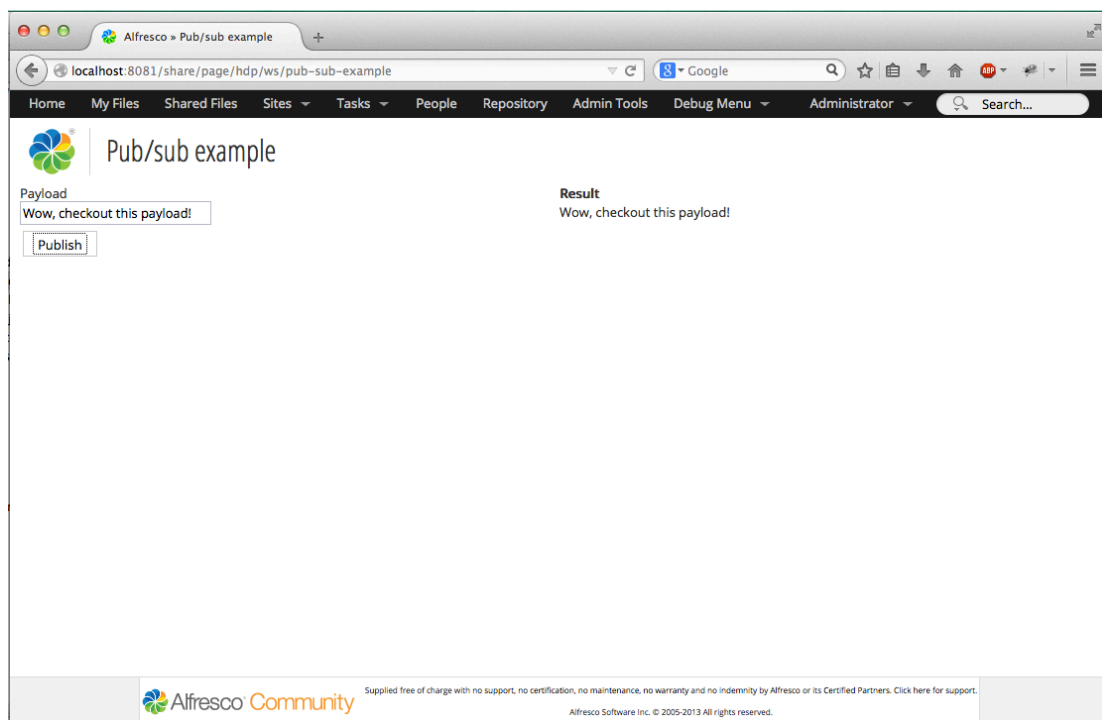 Alfresco » Pub/sub example
localhost:8081/share/page/hdp/ws/pub-sub-example
8 Google
ABP
Home My Files Shared Files Sites Tasks People Repository Admin Tools Debug Menu Administrator Search...
Pub/sub example
Payload
Wow, checkout this payload!
Publish
Result
Wow, checkout this payload!
Alfresco Community
Supplied free of charge with no support, no certification, no maintenance, no warranty and no indemnity by Alfresco or its Certified Partners. Click here for support.
Alfresco Software Inc. © 2005-2013 All rights reserved.